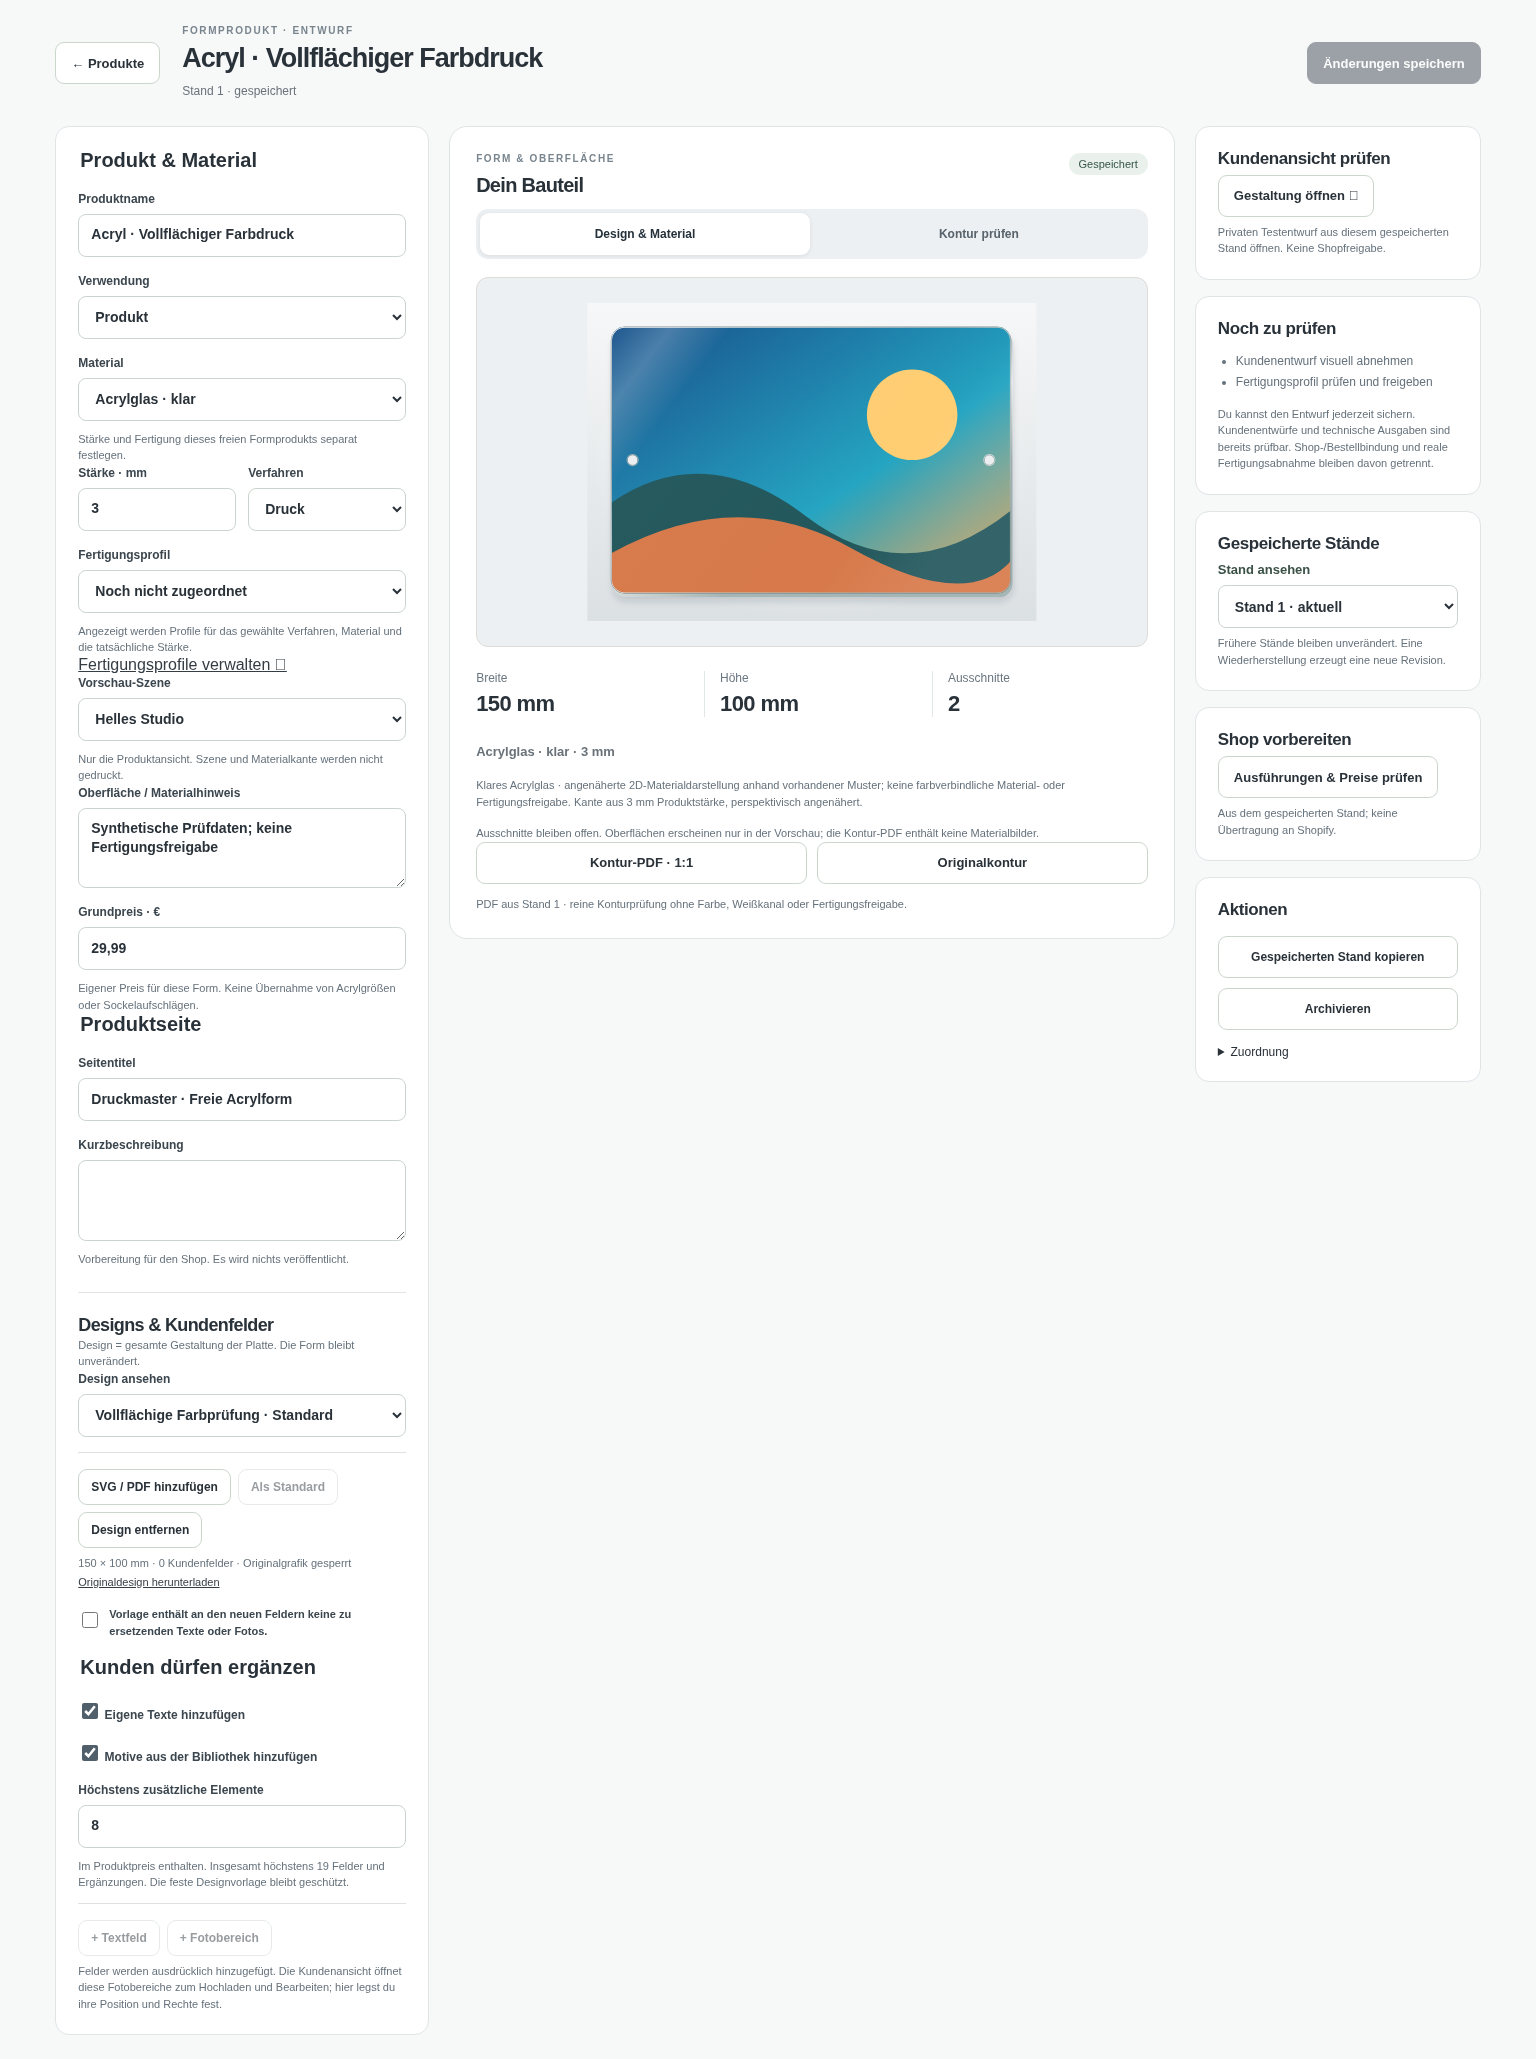 ← Produkte
FORMPRODUKT · ENTWURF
Acryl · Vollflächiger Farbdruck
Stand 1 · gespeichert
Änderungen speichern
Produkt & Material
Produktname
Acryl · Vollflächiger Farbdruck
Verwendung
Produkt
Material
Acrylglas · klar
Stärke und Fertigung dieses freien Formprodukts separat
festlegen.
Stärke · mm
Verfahren
3
Druck
Fertigungsprofil
Noch nicht zugeordnet
Angezeigt werden Profile für das gewählte Verfahren, Material und
die tatsächliche Stärke.
Fertigungsprofile verwalten
Vorschau-Szene
Helles Studio
Nur die Produktansicht. Szene und Materialkante werden nicht
gedruckt.
Oberfläche / Materialhinweis
Synthetische Prüfdaten; keine
Fertigungsfreigabe
Grundpreis · €
29,99
Eigener Preis für diese Form. Keine Übernahme von Acrylgrößen
oder Sockelaufschlägen.
Produktseite
Seitentitel
Druckmaster · Freie Acrylform
Kurzbeschreibung
Vorbereitung für den Shop. Es wird nichts veröffentlicht.
Designs & Kundenfelder
Design = gesamte Gestaltung der Platte. Die Form bleibt
unverändert.
Design ansehen
Vollflächige Farbprüfung · Standard
SVG / PDF hinzufügen
Als Standard
Design entfernen
150 × 100 mm · 0 Kundenfelder · Originalgrafik gesperrt
Originaldesign herunterladen
Vorlage enthält an den neuen Feldern keine zu
ersetzenden Texte oder Fotos.
Kunden dürfen ergänzen
Eigene Texte hinzufügen
Motive aus der Bibliothek hinzufügen
Höchstens zusätzliche Elemente
8
Im Produktpreis enthalten. Insgesamt höchstens 19 Felder und
Ergänzungen. Die feste Designvorlage bleibt geschützt.
+ Textfeld
+ Fotobereich
Felder werden ausdrücklich hinzugefügt. Die Kundenansicht öffnet
diese Fotobereiche zum Hochladen und Bearbeiten; hier legst du
ihre Position und Rechte fest.
FORM & OBERFLÄCHE
Dein Bauteil
Gespeichert
Design & Material
Kontur prüfen
Breite
150 mm
Höhe
100 mm
Ausschnitte
2
Acrylglas · klar · 3 mm
Klares Acrylglas · angenäherte 2D-Materialdarstellung anhand vorhandener Muster; keine farbverbindliche Material- oder
Fertigungsfreigabe. Kante aus 3 mm Produktstärke, perspektivisch angenähert.
Ausschnitte bleiben offen. Oberflächen erscheinen nur in der Vorschau; die Kontur-PDF enthält keine Materialbilder.
Kontur-PDF · 1:1
Originalkontur
PDF aus Stand 1 · reine Konturprüfung ohne Farbe, Weißkanal oder Fertigungsfreigabe.
Kundenansicht prüfen
Gestaltung öffnen
Privaten Testentwurf aus diesem gespeicherten
Stand öffnen. Keine Shopfreigabe.
Noch zu prüfen
• Kundenentwurf visuell abnehmen
• Fertigungsprofil prüfen und freigeben
Du kannst den Entwurf jederzeit sichern.
Kundenentwürfe und technische Ausgaben sind
bereits prüfbar. Shop-/Bestellbindung und reale
Fertigungsabnahme bleiben davon getrennt.
Gespeicherte Stände
Stand ansehen
Stand 1 · aktuell
Frühere Stände bleiben unverändert. Eine
Wiederherstellung erzeugt eine neue Revision.
Shop vorbereiten
Ausführungen & Preise prüfen
Aus dem gespeicherten Stand; keine
Übertragung an Shopify.
Aktionen
Gespeicherten Stand kopieren
Archivieren
Zuordnung